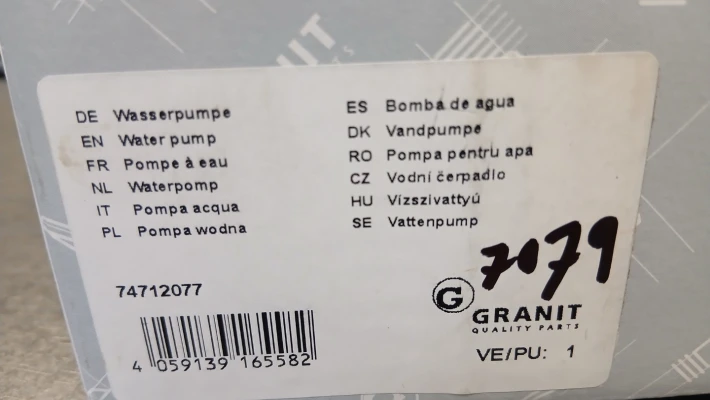 DE Wasserpumpe
EN Water pump
FR Pompe à eau
NL Waterpomp
IT Pompa acqua
PL Pompa wodna
ES Bomba de agua
DK Vandpumpe
RO Pompa pentru apa
CZ Vodní čerpadlo
HU Vízszivattyú
SE Vattenpump
7079
74712077
G
GRANIT
QUALITY PARTS
4 059139 165582
VE/PU: 1